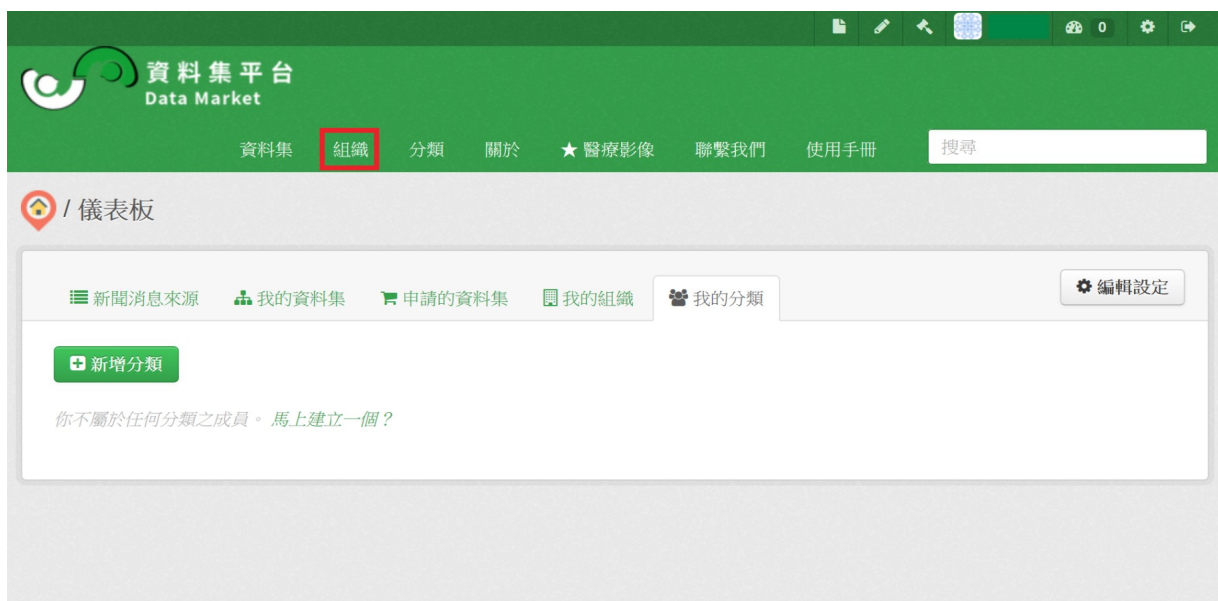 0
資料集平台
Data Market
資料集 組織 分類 關於 ★ 醫療影像 聯繫我們 使用手冊 搜尋
/ 儀表板
新聞消息來源 我的資料集 申請的資料集 我的組織 我的分類 編輯設定
新增分類
你不屬於任何分類之成員。 馬上建立一個？